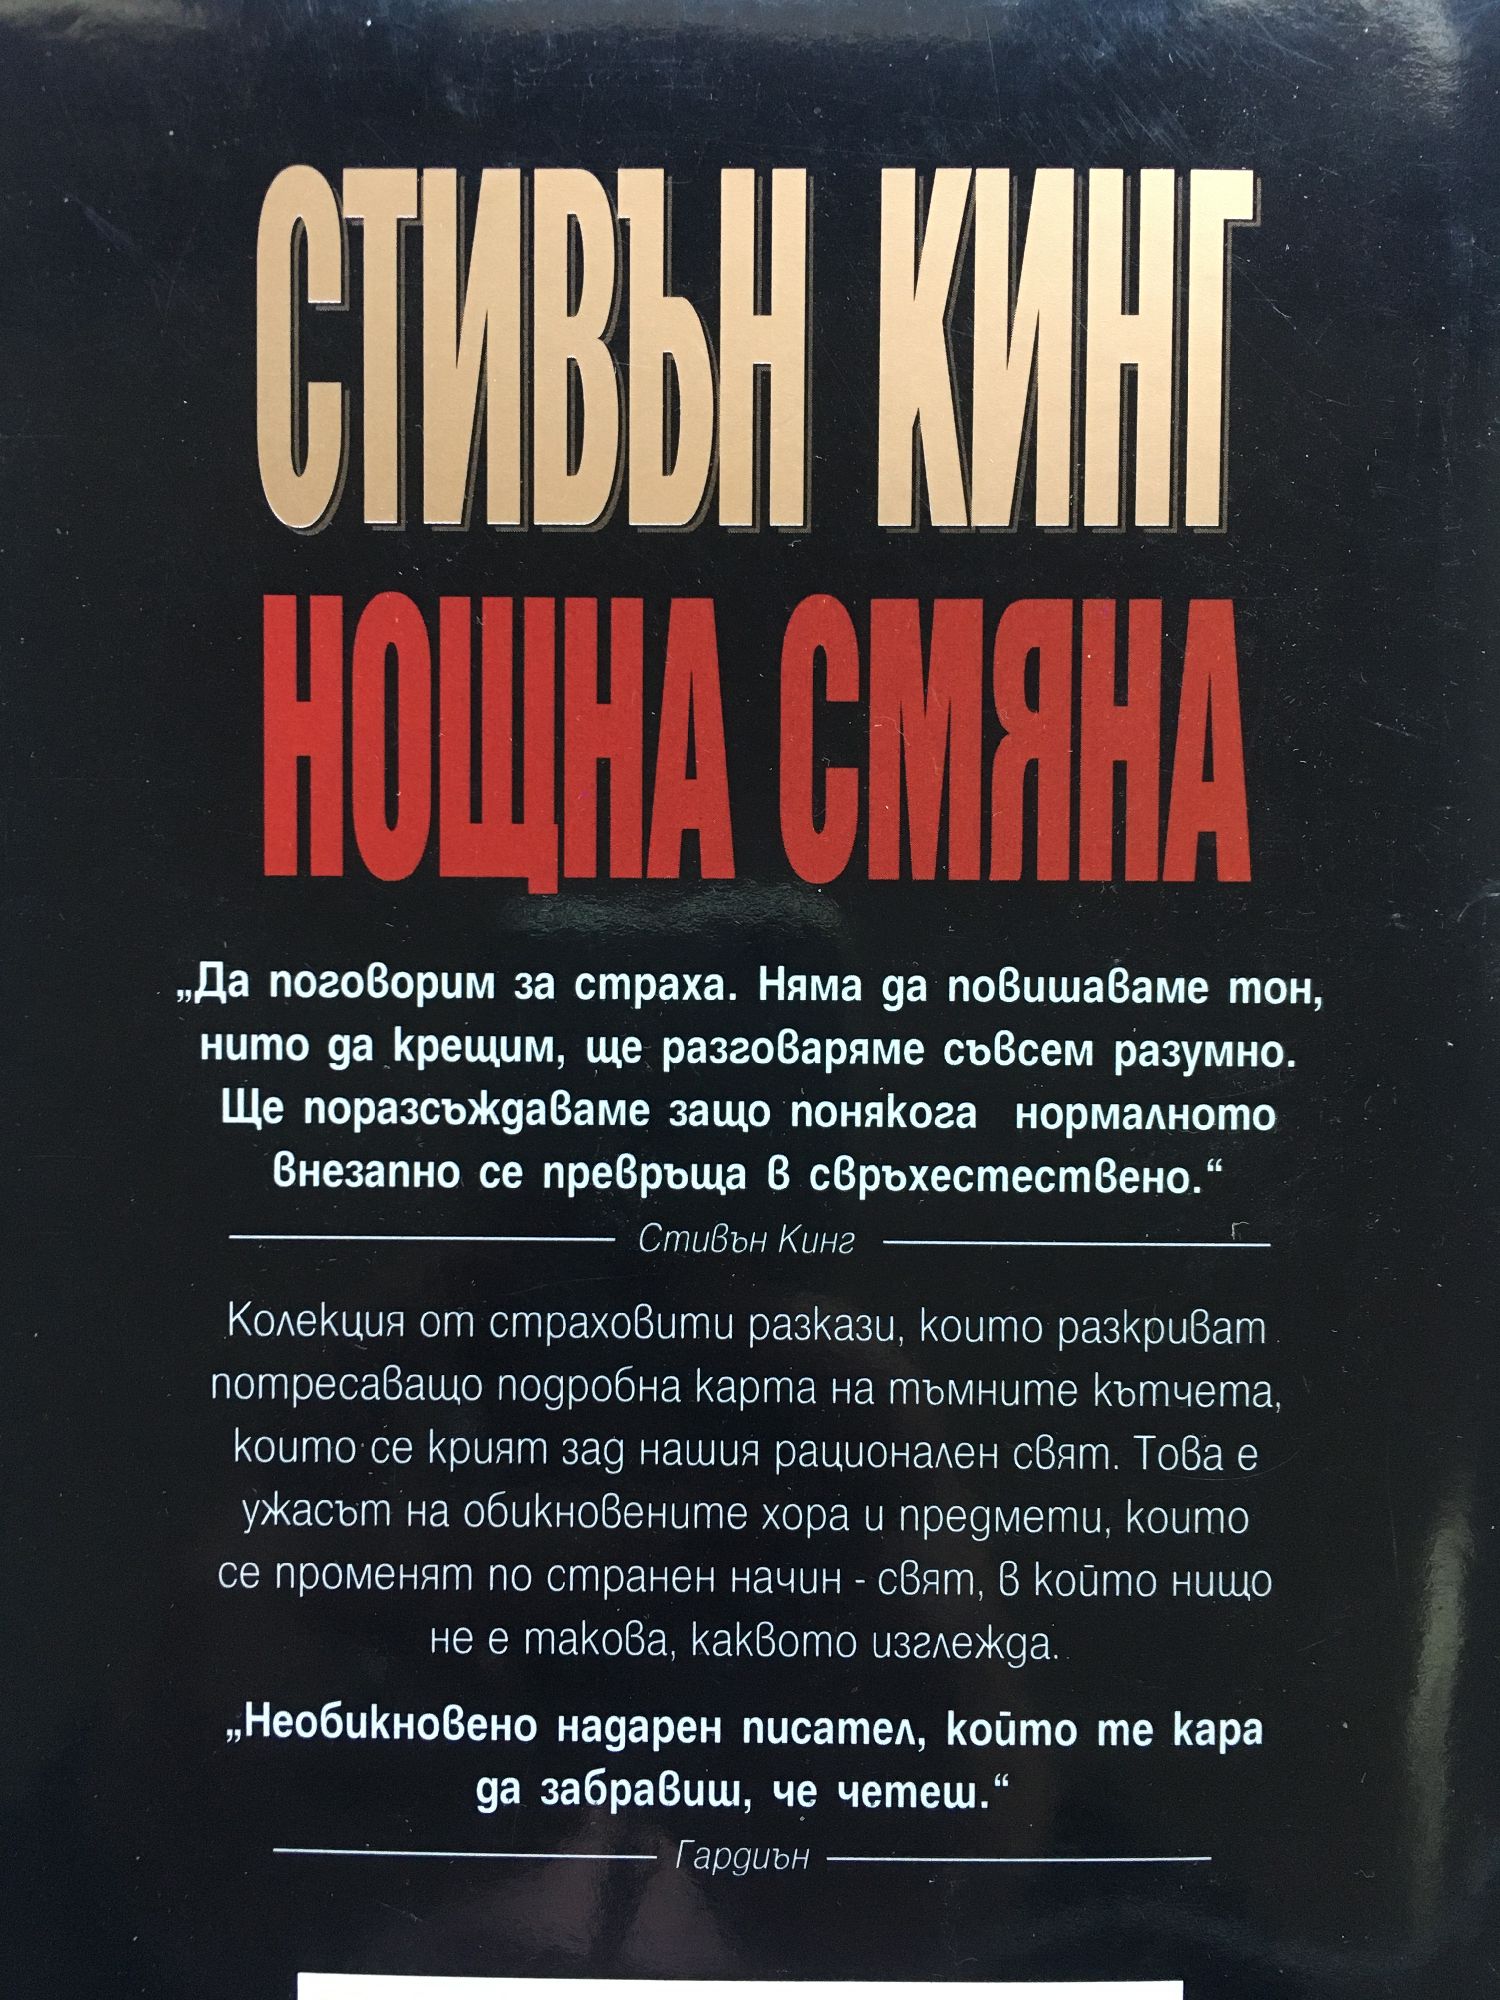 СТИВЪН КИНГ
НОЩНА СМЯНА
„Да поговорим за страха. Няма да повишаваме тон,
нито да крещим, ще разговаряме съвсем разумно.
Ще поразсъждаваме защо понякога нормалното
внезапно се превръща в свръхестествено.“
Стивън Кинг
Колекция от страховити разкази, които разкриват
потресаващо подробна карта на тъмните кътчета,
които се крият зад нашия рационален свят. Това е
ужасът на обикновените хора и предмети, които
се променят по странен начин - свят, в който нищо
не е такова, каквото изглежда.
„Необикновено надарен писател, който те кара
да забравиш, че четеш.“
Гардиън